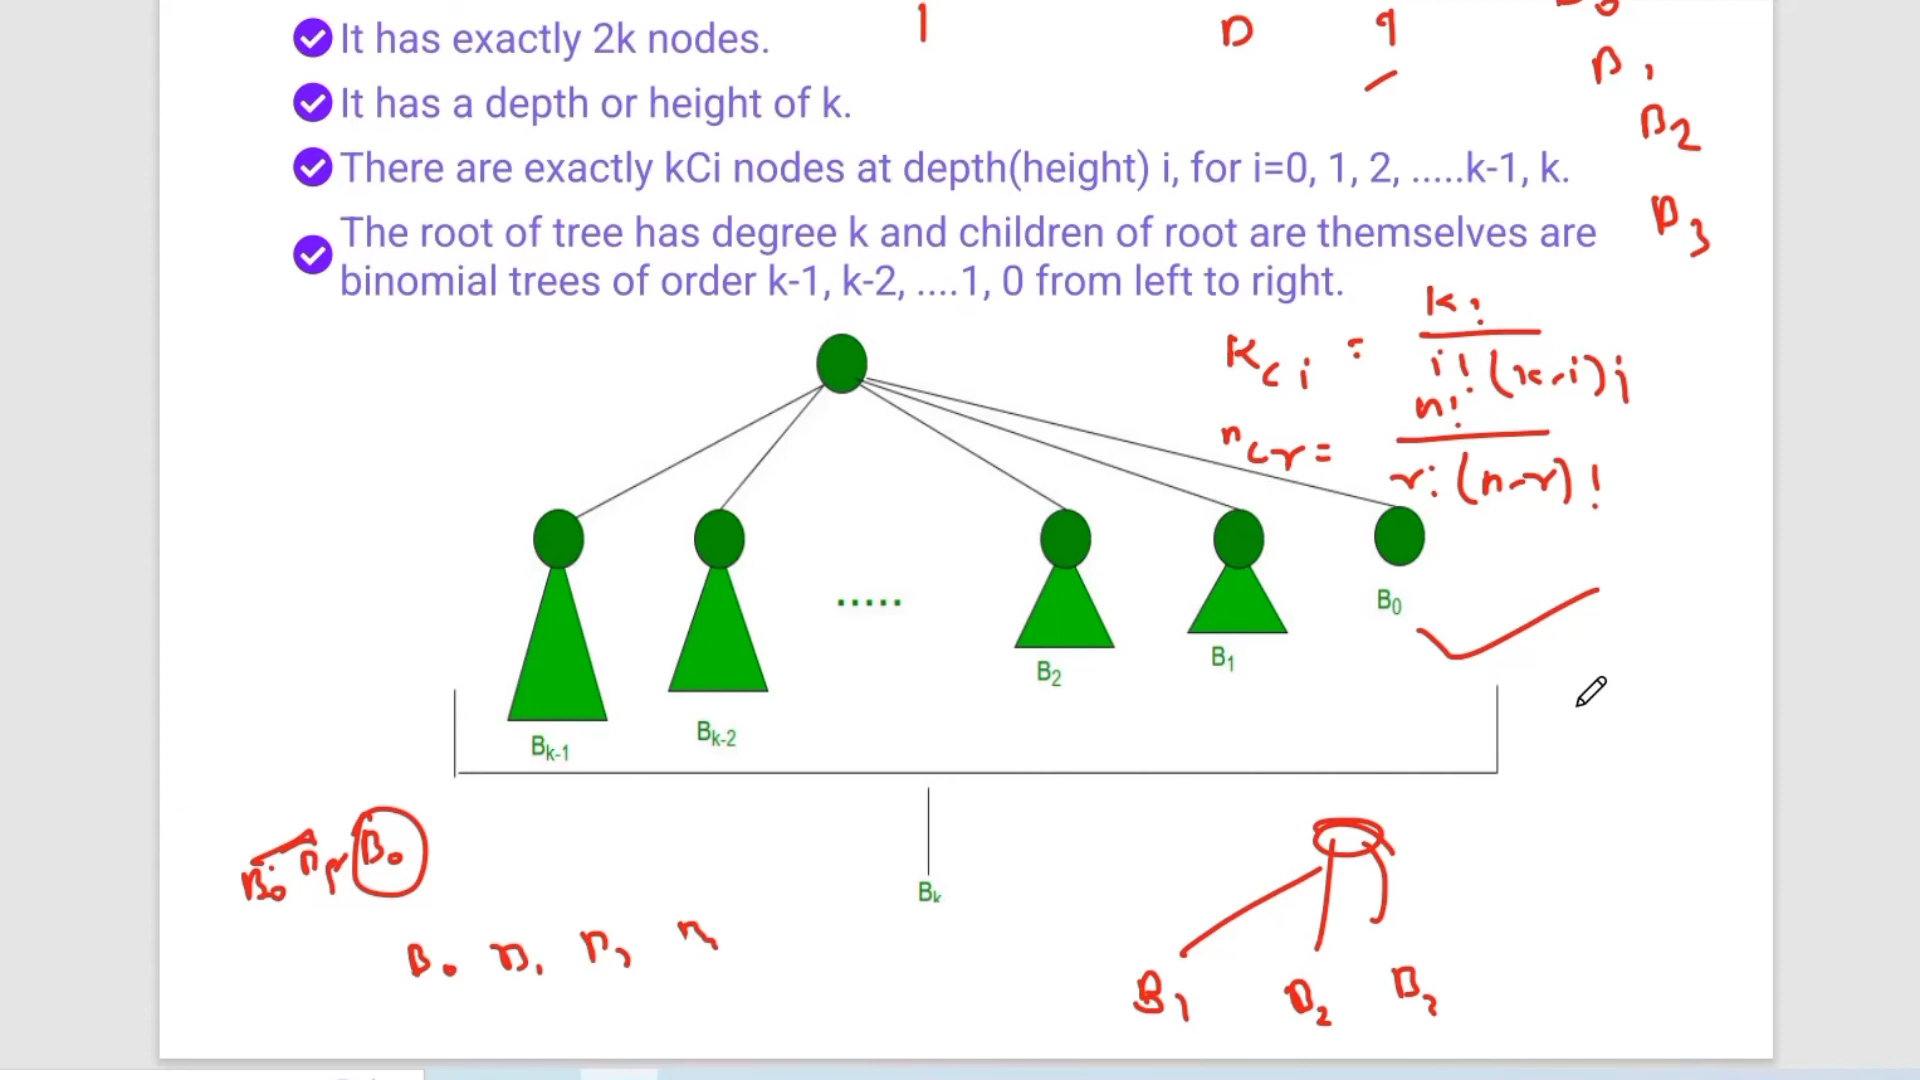 It has exactly 2k nodes.
It has a depth or height of k.
There are exactly kCi nodes at depth(height) i, for i=0, 1, 2, .....k-1, k.
The root of tree has degree k and children of root are themselves are
binomial trees of order k-1, k-2, ....1, 0 from left to right.
B2
B3
k!
kCi =
i! (k-i)!
n!
nCr =
r! (n-r)!
.....
B0
B1
B2
Bk-2
Bk-1
Bk
B0
B0
B1
B2